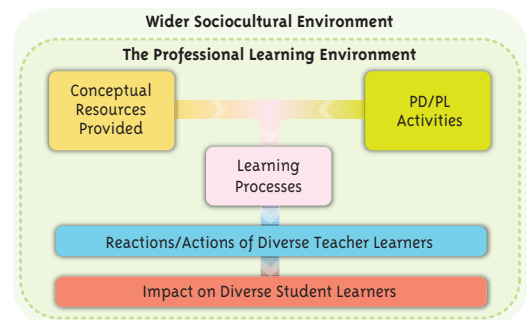 Wider Sociocultural Environment
The Professional Learning Environment
Conceptual
Resources
Provided
PD/PL
Activities
Learning
Processes
Reactions/Actions of Diverse Teacher Learners
Impact on Diverse Student Learners